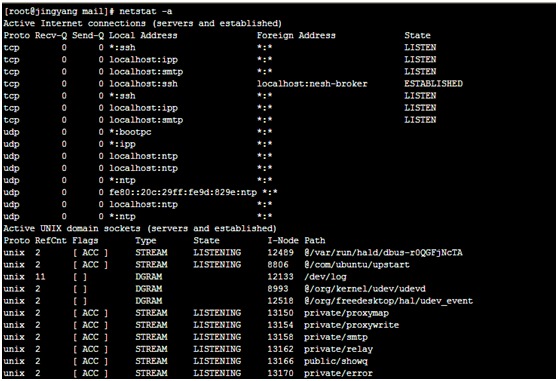 [root@jingyang mail]# netstat -a
Active Internet connections (servers and established)
Proto Recv-Q Send-Q Local Address Foreign Address State
tcp 0 0 *:ssh *:* LISTEN
tcp 0 0 localhost:ipp *:* LISTEN
tcp 0 0 localhost:smtp *:* LISTEN
tcp 0 0 localhost:ssh localhost:nesh-broker ESTABLISHED
tcp 0 0 *:ssh *:* LISTEN
tcp 0 0 localhost:ipp *:* LISTEN
tcp 0 0 localhost:smtp *:* LISTEN
udp 0 0 *:bootpc *:*
udp 0 0 *:ipp *:*
udp 0 0 localhost:ntp *:*
udp 0 0 localhost:ntp *:*
udp 0 0 *:ntp *:*
udp 0 0 fe80::20c:29ff:fe9d:829e:ntp *:*
udp 0 0 localhost:ntp *:*
udp 0 0 *:ntp *:*
Active UNIX domain sockets (servers and established)
Proto RefCnt Flags Type State I-Node Path
unix 2 [ ACC ] STREAM LISTENING 12489 @/var/run/hald/dbus-r0QGFjNcTA
unix 2 [ ACC ] STREAM LISTENING 8806 @/com/ubuntu/upstart
unix 11 [ ] DGRAM 12133 /dev/log
unix 2 [ ] DGRAM 8993 @/org/kernel/udev/udevd
unix 2 [ ] DGRAM 12518 @/org/freedesktop/hal/udev_event
unix 2 [ ACC ] STREAM LISTENING 13150 private/proxymap
unix 2 [ ACC ] STREAM LISTENING 13154 private/proxywrite
unix 2 [ ACC ] STREAM LISTENING 13158 private/smtp
unix 2 [ ACC ] STREAM LISTENING 13162 private/relay
unix 2 [ ACC ] STREAM LISTENING 13166 public/showq
unix 2 [ ACC ] STREAM LISTENING 13170 private/error